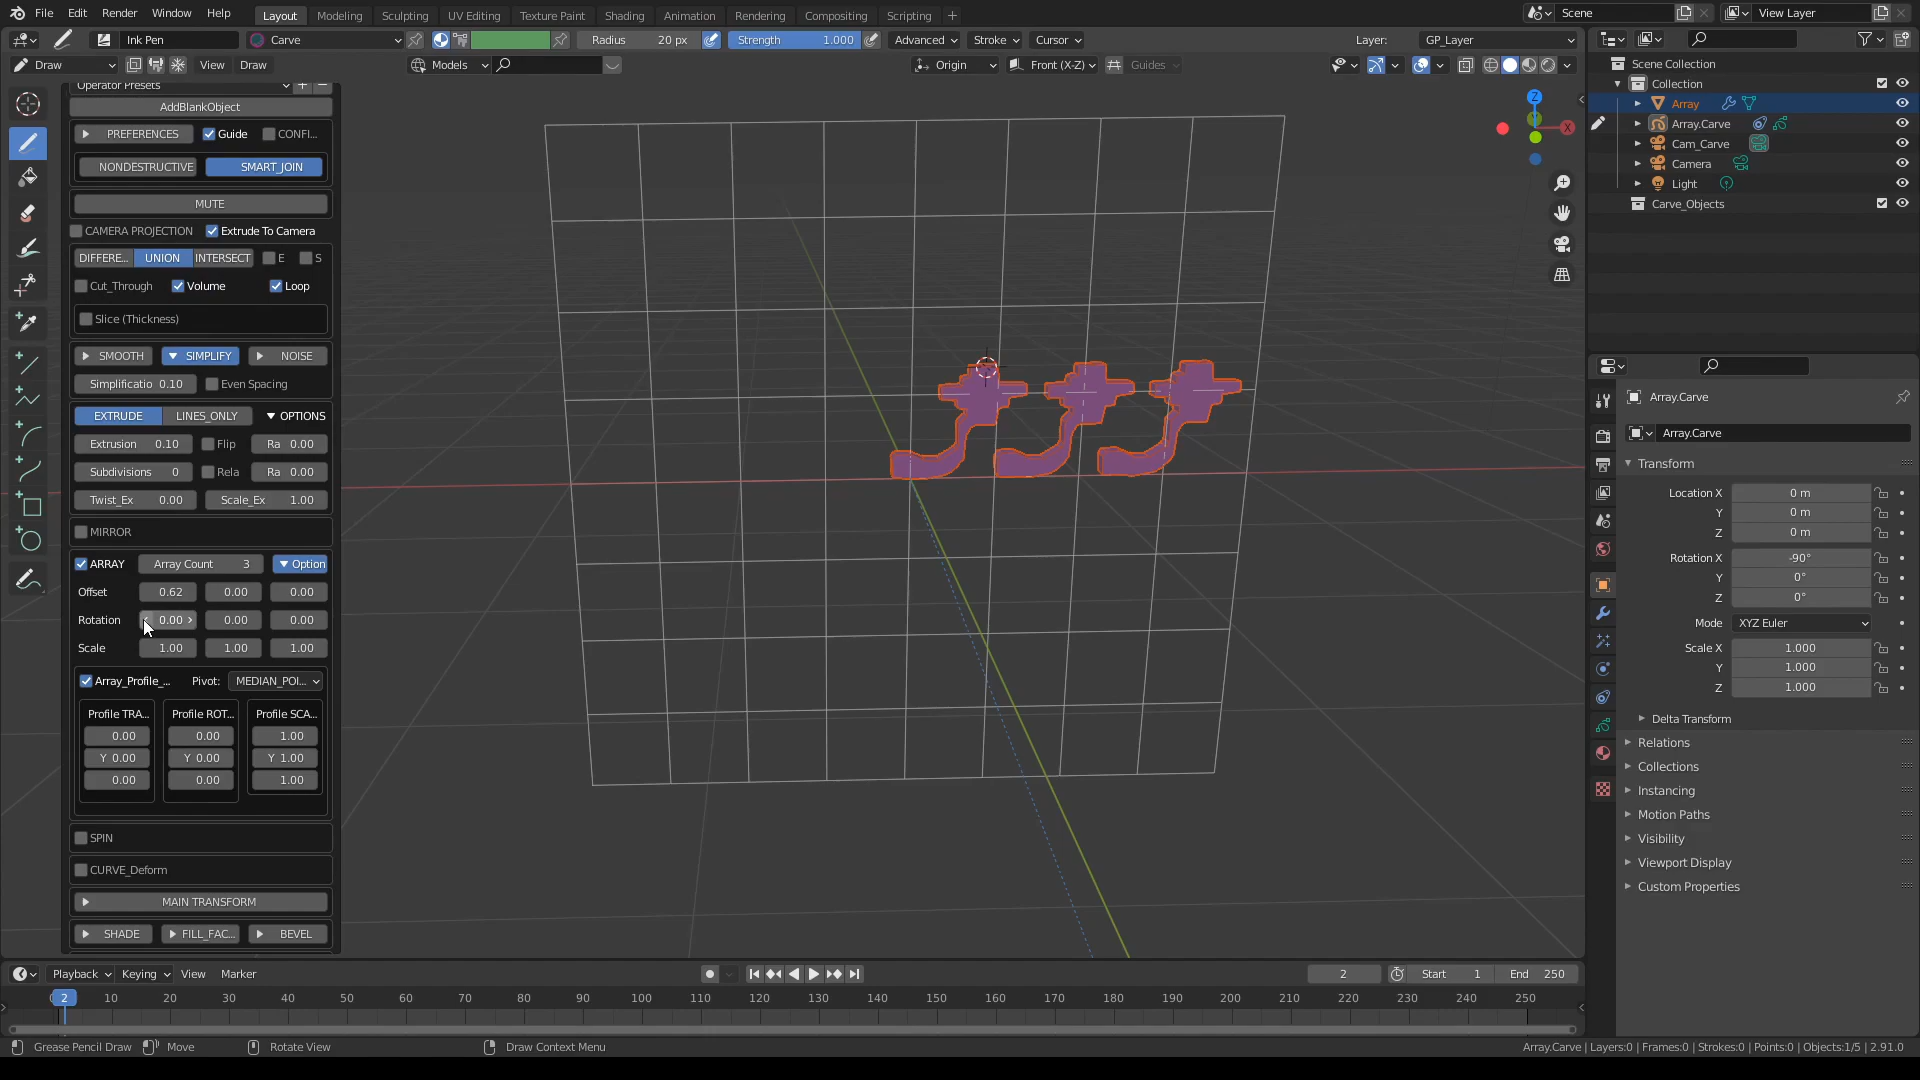 File Edit Render Window Help Layout Modeling Sculpting UV Editing Texture Paint Shading Animation Rendering Compositing Scripting + Scene View Layer
Ink Pen Carve Radius 20 px Strength 1.000 Advanced Stroke Cursor Layer: GP_Layer
Draw View Draw Models Origin Front (X-Z) Guides
Operator Presets
AddBlankObject
PREFERENCES Guide CONFI...
NONDESTRUCTIVE SMART_JOIN
MUTE
CAMERA PROJECTION Extrude To Camera
DIFFERE... UNION INTERSECT E S
Cut_Through Volume Loop
Slice (Thickness)
SMOOTH SIMPLIFY NOISE
Simplificatio 0.10 Even Spacing
EXTRUDE LINES_ONLY OPTIONS
Extrusion 0.10 Flip Ra 0.00
Subdivisions 0 Rela Ra 0.00
Twist_Ex 0.00 Scale_Ex 1.00
MIRROR
ARRAY Array Count 3 Option
Offset 0.62 0.00 0.00
Rotation 0.00 0.00 0.00
Scale 1.00 1.00 1.00
Array_Profile_... Pivot: MEDIAN_POI...
Profile TRA... Profile ROT... Profile SCA...
0.00 0.00 1.00
Y 0.00 Y 0.00 Y 1.00
0.00 0.00 1.00
SPIN
CURVE_Deform
MAIN TRANSFORM
SHADE FILL_FAC... BEVEL
Z
X
Scene Collection
Collection
Array
Array.Carve
Cam_Carve
Camera
Light
Carve_Objects
Array.Carve
Array.Carve
Transform
Location X 0 m
Y 0 m
Z 0 m
Rotation X -90°
Y 0°
Z 0°
Mode XYZ Euler
Scale X 1.000
Y 1.000
Z 1.000
Delta Transform
Relations
Collections
Instancing
Motion Paths
Visibility
Viewport Display
Custom Properties
Playback Keying View Marker 2 Start 1 End 250
2 10 20 30 40 50 60 70 80 90 100 110 120 130 140 150 160 170 180 190 200 210 220 230 240 250
Grease Pencil Draw Move Rotate View Draw Context Menu Array.Carve | Layers:0 | Frames:0 | Strokes:0 | Points:0 | Objects:1/5 | 2.91.0